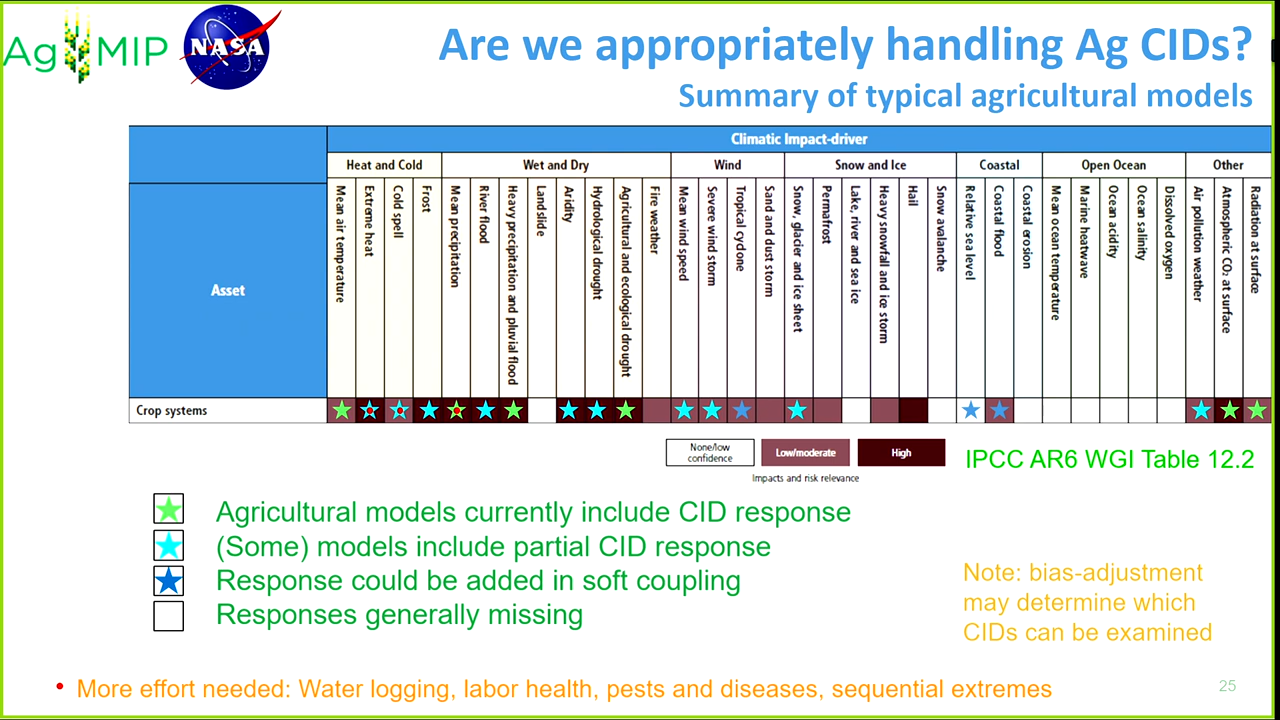 AgMIP
NASA
Are we appropriately handling Ag CIDs?
Summary of typical agricultural models
Climatic Impact-driver
Heat and Cold
Wet and Dry
Wind
Snow and Ice
Coastal
Open Ocean
Other
Asset
Mean air temperature
Extreme heat
Cold spell
Frost
Mean precipitation
River flood
Heavy precipitation and pluvial flood
Landslide
Aridity
Hydrological drought
Agricultural and ecological drought
Fire weather
Mean wind speed
Severe wind storm
Tropical cyclone
Sand and dust storm
Snow, glacier and ice sheet
Permafrost
Lake, river and sea ice
Heavy snowfall and ice storm
Hail
Snow avalanche
Relative sea level
Coastal flood
Coastal erosion
Mean ocean temperature
Marine heatwave
Ocean acidity
Ocean salinity
Dissolved oxygen
Air pollution weather
Atmospheric CO₂ at surface
Radiation at surface
Crop systems
None/low
confidence
Low/moderate
High
Impacts and risk relevance
IPCC AR6 WGI Table 12.2
Agricultural models currently include CID response
(Some) models include partial CID response
Response could be added in soft coupling
Responses generally missing
Note: bias-adjustment
may determine which
CIDs can be examined
• More effort needed: Water logging, labor health, pests and diseases, sequential extremes
25